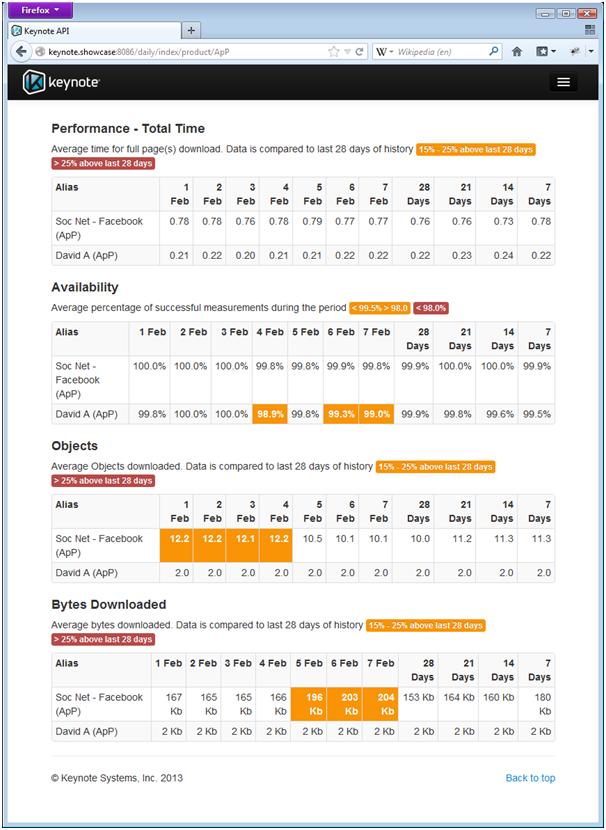 Firefox
Keynote API
keynote.showcase:8086/daily/index/product/ApP
W Wikipedia (en)
keynote
Performance - Total Time
Average time for full page(s) download. Data is compared to last 28 days of history 15% - 25% above last 28 days
> 25% above last 28 days
Alias 1 Feb 2 Feb 3 Feb 4 Feb 5 Feb 6 Feb 7 Feb 28 Days 21 Days 14 Days 7 Days
Soc Net - Facebook (ApP) 0.78 0.78 0.76 0.78 0.79 0.77 0.77 0.76 0.76 0.73 0.78
David A (ApP) 0.21 0.22 0.20 0.21 0.21 0.22 0.22 0.22 0.23 0.24 0.22
Availability
Average percentage of successful measurements during the period < 99.5% > 98.0 < 98.0%
Alias 1 Feb 2 Feb 3 Feb 4 Feb 5 Feb 6 Feb 7 Feb 28 Days 21 Days 14 Days 7 Days
Soc Net - Facebook (ApP) 100.0% 100.0% 100.0% 99.8% 99.8% 99.9% 99.8% 99.9% 100.0% 100.0% 99.9%
David A (ApP) 99.8% 100.0% 100.0% 98.9% 99.8% 99.3% 99.0% 99.9% 99.8% 99.6% 99.5%
Objects
Average Objects downloaded. Data is compared to last 28 days of history 15% - 25% above last 28 days
> 25% above last 28 days
Alias 1 Feb 2 Feb 3 Feb 4 Feb 5 Feb 6 Feb 7 Feb 28 Days 21 Days 14 Days 7 Days
Soc Net - Facebook (ApP) 12.2 12.2 12.1 12.2 10.5 10.1 10.1 10.0 11.2 11.3 11.3
David A (ApP) 2.0 2.0 2.0 2.0 2.0 2.0 2.0 2.0 2.0 2.0 2.0
Bytes Downloaded
Average bytes downloaded. Data is compared to last 28 days of history 15% - 25% above last 28 days
> 25% above last 28 days
Alias 1 Feb 2 Feb 3 Feb 4 Feb 5 Feb 6 Feb 7 Feb 28 Days 21 Days 14 Days 7 Days
Soc Net - Facebook (ApP) 167 Kb 165 Kb 165 Kb 166 Kb 196 Kb 203 Kb 204 Kb 153 Kb 164 Kb 160 Kb 180 Kb
David A (ApP) 2 Kb 2 Kb 2 Kb 2 Kb 2 Kb 2 Kb 2 Kb 2 Kb 2 Kb 2 Kb 2 Kb
© Keynote Systems, Inc. 2013 Back to top